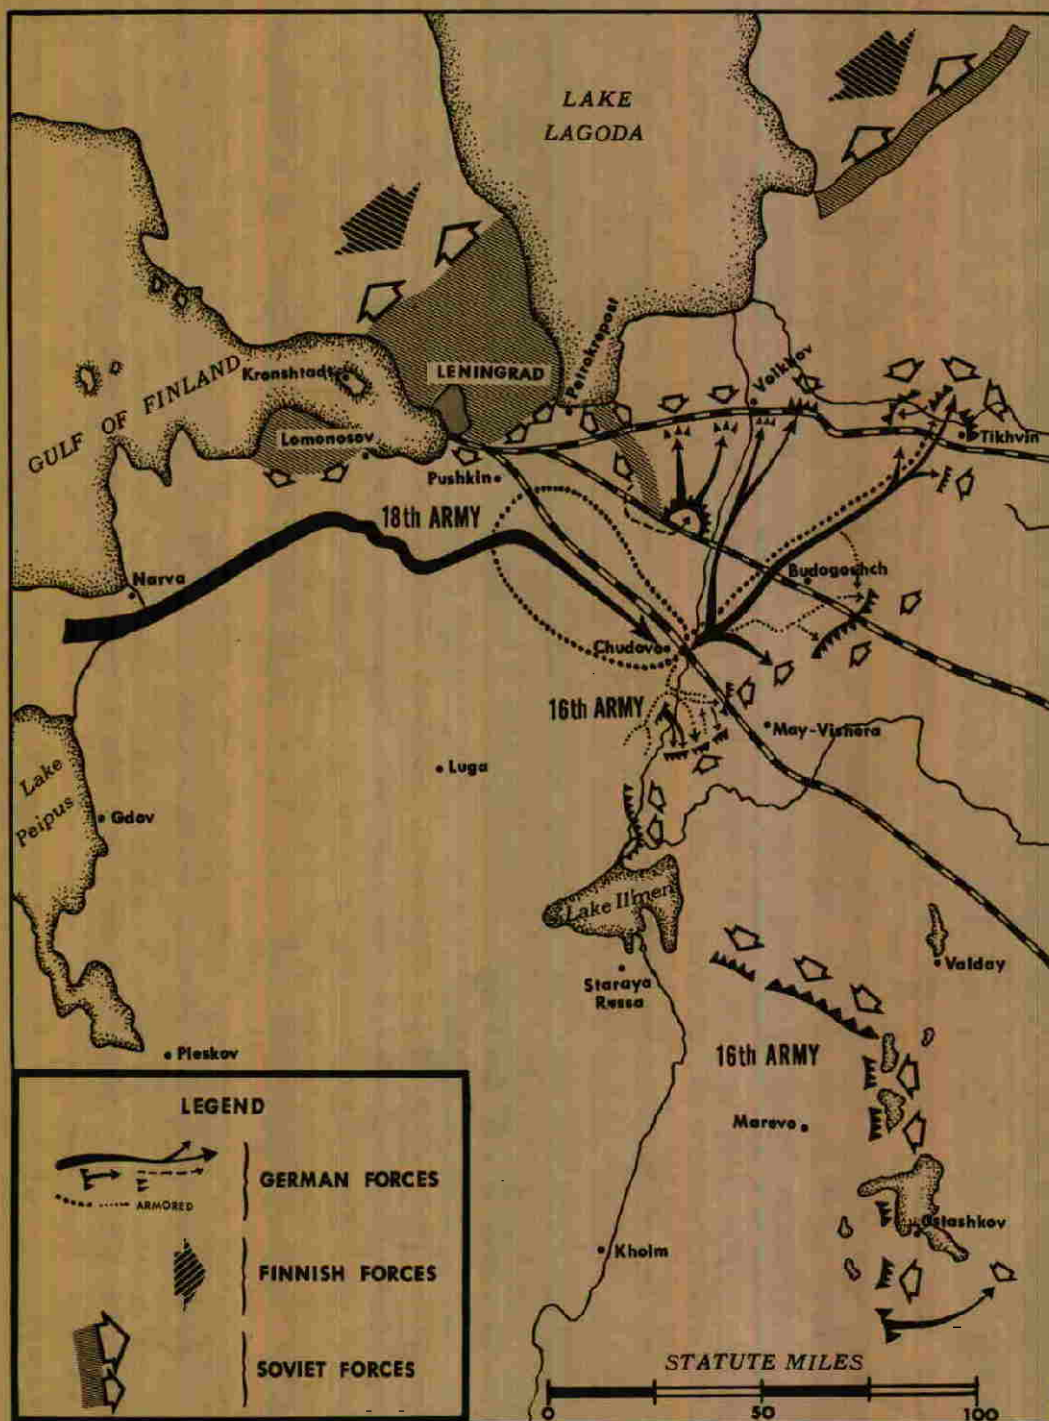 LAKE
LAGODA
GULF OF FINLAND
Kronshtadt
LENINGRAD
Petrokrepost
Volkhov
Lomonosov
Tikhvin
Pushkin
18th ARMY
Narva
Budogoshch
Chudovo
16th ARMY
May-Vishera
Luga
Lake
Peipus
Gdov
Lake Il'men
Valday
Staraya
Russa
Pleskov
16th ARMY
Marevo
Ostashkov
Kholm
LEGEND
GERMAN FORCES
ARMORED
FINNISH FORCES
SOVIET FORCES
STATUTE MILES
0 50 100